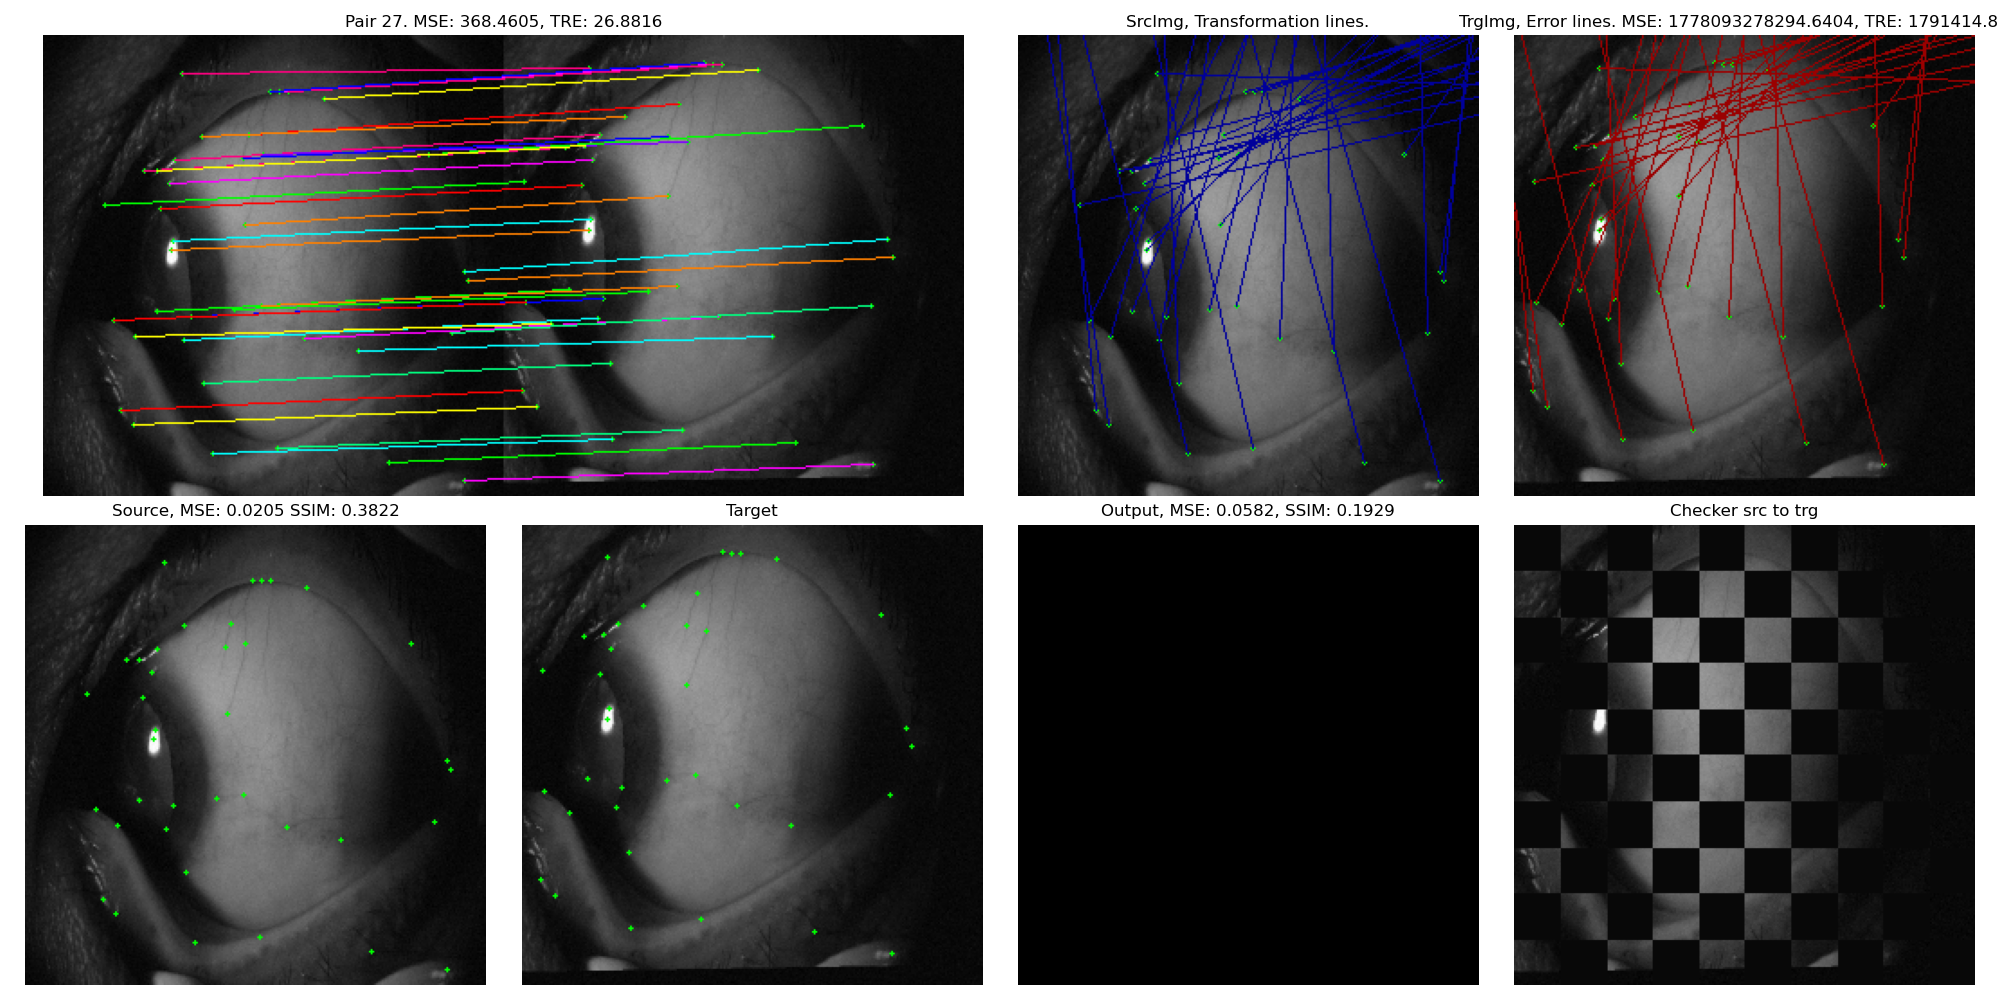 Pair 27. MSE: 368.4605, TRE: 26.8816
SrcImg, Transformation lines.
TrgImg, Error lines. MSE: 1778093278294.6404, TRE: 1791414.8
Source, MSE: 0.0205 SSIM: 0.3822
Target
Output, MSE: 0.0582, SSIM: 0.1929
Checker src to trg